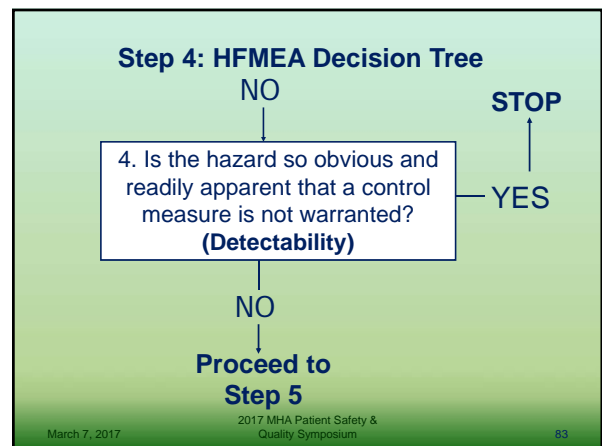 Step 4: HFMEA Decision Tree
NO
STOP
4. Is the hazard so obvious and
readily apparent that a control
measure is not warranted?
(Detectability)
YES
NO
Proceed to
Step 5
March 7, 2017
2017 MHA Patient Safety &
Quality Symposium
83